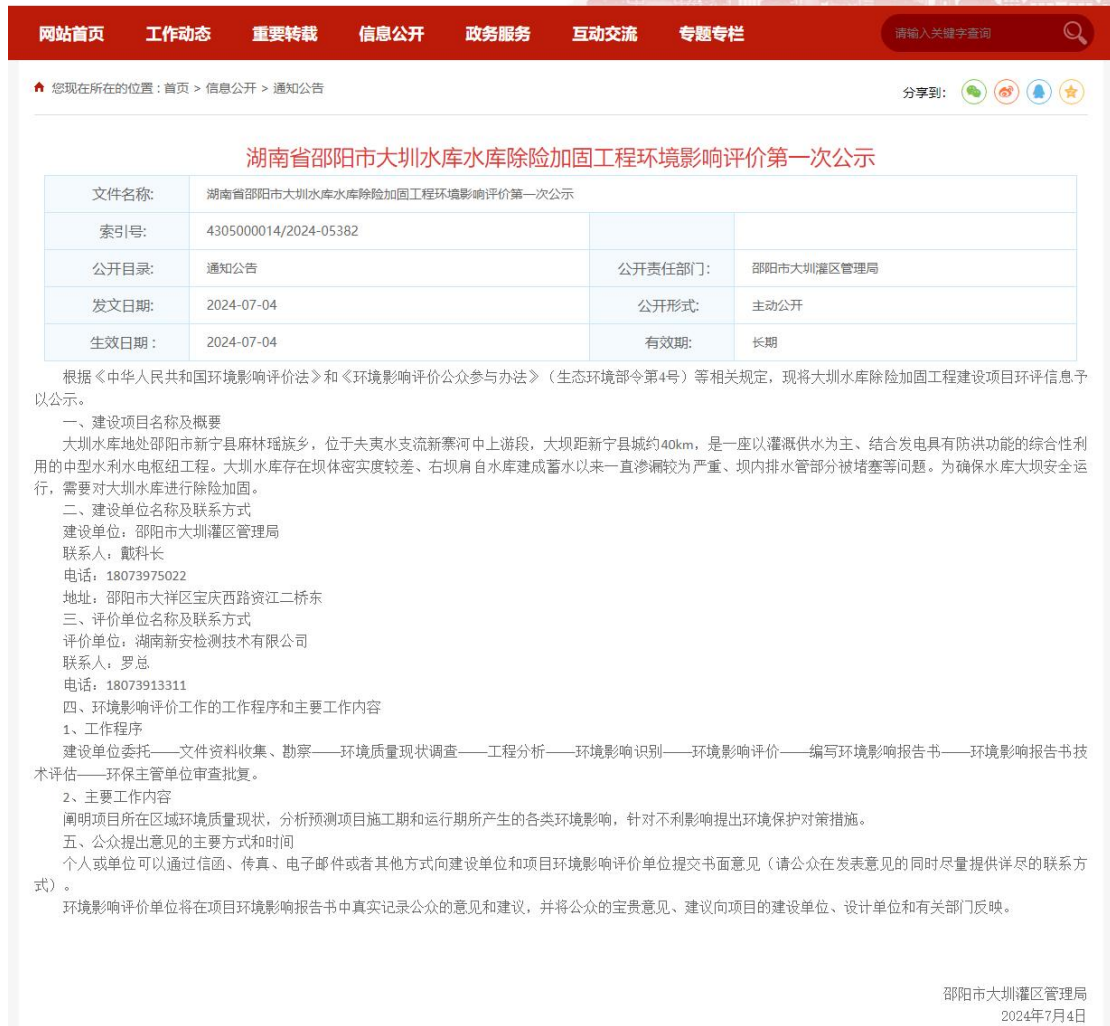 网站首页 工作动态 重要转载 信息公开 政务服务 互动交流 专题专栏 请输入关键字查询
您现在所在的位置：首页 > 信息公开 > 通知公告 分享到：
湖南省邵阳市大圳水库水库除险加固工程环境影响评价第一次公示
文件名称： 湖南省邵阳市大圳水库水库除险加固工程环境影响评价第一次公示
索引号： 4305000014/2024-05382
公开目录： 通知公告 公开责任部门： 邵阳市大圳灌区管理局
发文日期： 2024-07-04 公开形式： 主动公开
生效日期： 2024-07-04 有效期： 长期
根据《中华人民共和国环境影响评价法》和《环境影响评价公众参与办法》（生态环境部令第4号）等相关规定，现将大圳水库除险加固工程建设项目环评信息予
以公示。
一、建设项目名称及概要
大圳水库地处邵阳市新宁县麻林瑶族乡，位于夫夷水支流新寨河中上游段，大坝距新宁县城约40km，是一座以灌溉供水为主、结合发电具有防洪功能的综合性利
用的中型水利水电枢纽工程。大圳水库存在坝体密实度较差、右坝肩自水库建成蓄水以来一直渗漏较为严重、坝内排水管部分被堵塞等问题。为确保水库大坝安全运
行，需要对大圳水库进行除险加固。
二、建设单位名称及联系方式
建设单位：邵阳市大圳灌区管理局
联系人：戴科长
电话：18073975022
地址：邵阳市大祥区宝庆西路资江二桥东
三、评价单位名称及联系方式
评价单位：湖南新安检测技术有限公司
联系人：罗总
电话：18073913311
四、环境影响评价工作的工作程序和主要工作内容
1、工作程序
建设单位委托——文件资料收集、勘察——环境质量现状调查——工程分析——环境影响识别——环境影响评价——编写环境影响报告书——环境影响报告书技
术评估——环保主管单位审查批复。
2、主要工作内容
阐明项目所在区域环境质量现状，分析预测项目施工期和运行期所产生的各类环境影响，针对不利影响提出环境保护对策措施。
五、公众提出意见的主要方式和时间
个人或单位可以通过信函、传真、电子邮件或者其他方式向建设单位和项目环境影响评价单位提交书面意见（请公众在发表意见的同时尽量提供详尽的联系方
式）。
环境影响评价单位将在项目环境影响报告书中真实记录公众的意见和建议，并将公众的宝贵意见、建议向项目的建设单位、设计单位和有关部门反映。
邵阳市大圳灌区管理局
2024年7月4日